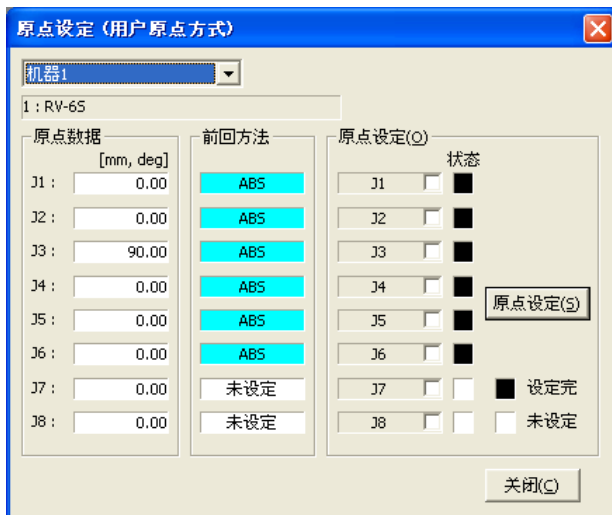 原点设定 (用户原点方式)
机器1
1 : RV-6S
原点数据 前回方法 原点设定(O)
[mm, deg] 状态
J1 : 0.00 ABS J1
J2 : 0.00 ABS J2
J3 : 90.00 ABS J3
J4 : 0.00 ABS J4
原点设定(S)
J5 : 0.00 ABS J5
J6 : 0.00 ABS J6
J7 : 0.00 未设定 J7 设定完
J8 : 0.00 未设定 J8 未设定
关闭(C)